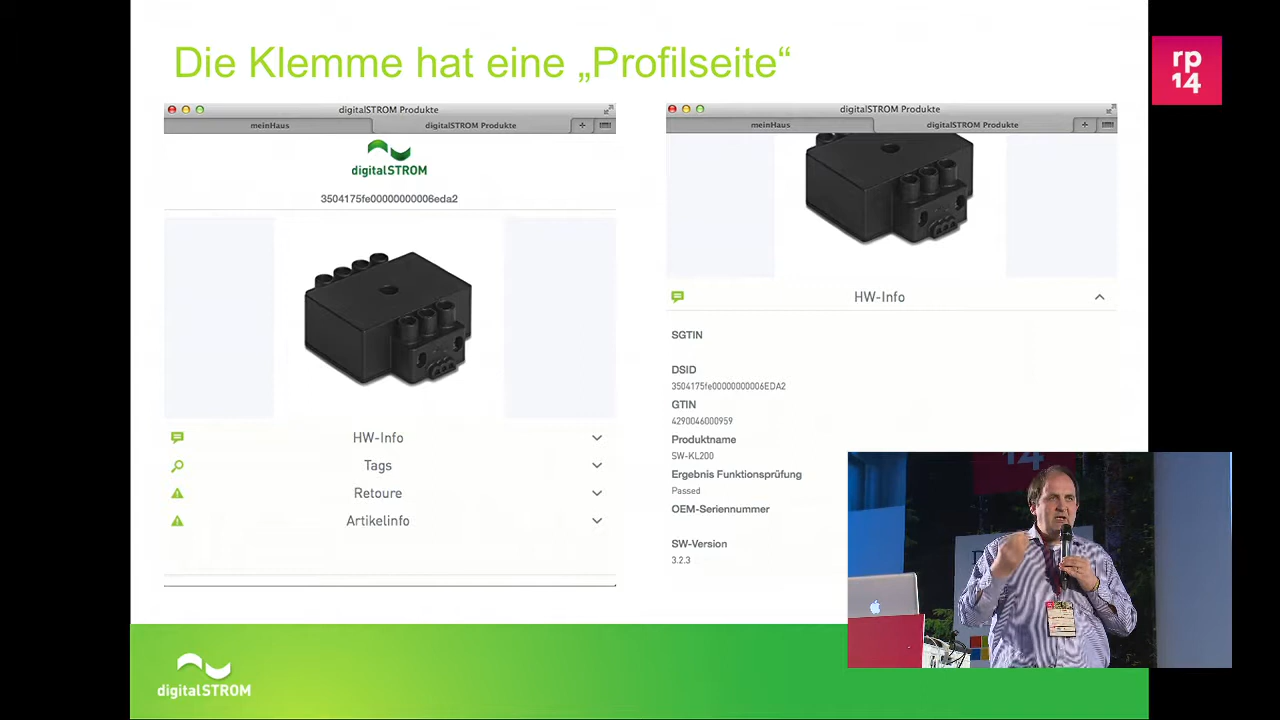 Die Klemme hat eine „Profilseite“
rp
14
digitalSTROM Produkte
meinHaus
digitalSTROM Produkte
+
digitalSTROM
3504175fe00000000006eda2
HW-Info
Tags
Retoure
Artikelinfo
digitalSTROM Produkte
meinHaus
digitalSTROM Produkte
+
HW-Info
SGTIN
DSID
3504175fe00000000006EDA2
GTIN
4290046000959
Produktname
SW-KL200
Ergebnis Funktionsprüfung
Passed
OEM-Seriennummer
SW-Version
3.2.3
14
digitalSTROM